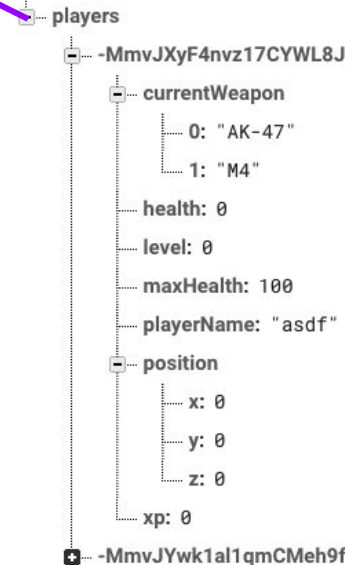 players
-MmvJXyF4nvz17CYWL8J
currentWeapon
0: "AK-47"
1: "M4"
health: 0
level: 0
maxHealth: 100
playerName: "asdf"
position
x: 0
y: 0
z: 0
xp: 0
-MmvJYwk1al1qmCMeh9f